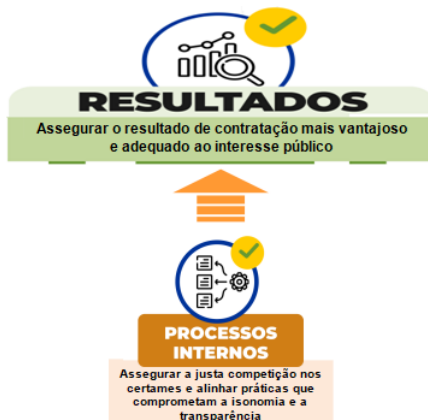 RESULTADOS
Assegurar o resultado de contratação mais vantajoso
e adequado ao interesse público
PROCESSOS
INTERNOS
Assegurar a justa competição nos
certames e alinhar práticas que
comprometam a isonomia e a
transparência